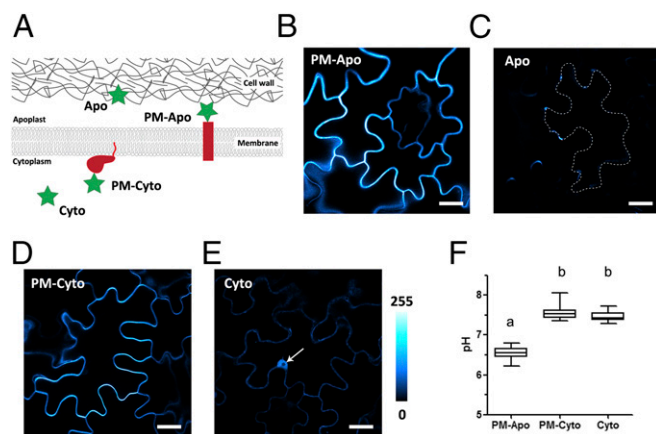 A
Cell wall
Apo
PM-Apo
Apoplast
Membrane
Cytoplasm
PM-Cyto
Cyto
B
PM-Apo
C
Apo
D
PM-Cyto
E
Cyto
255
0
F
b b
a
8
7
6
5
pH
PM-Apo PM-Cyto Cyto